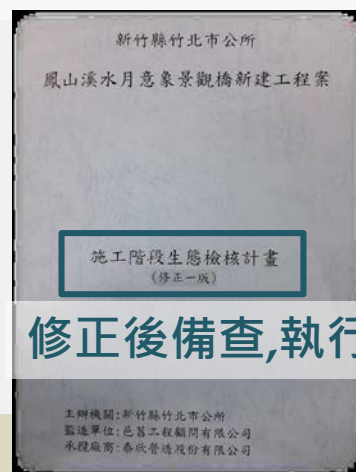 新竹縣竹北市公所
鳳山溪水月意象景觀橋新建工程案
施工階段生態檢核計畫
(修正一版)
修正後備查,執行
主辦機關:新竹縣竹北市公所
監造單位:邑菖工程顧問有限公司
承攬廠商:春欣營造股份有限公司